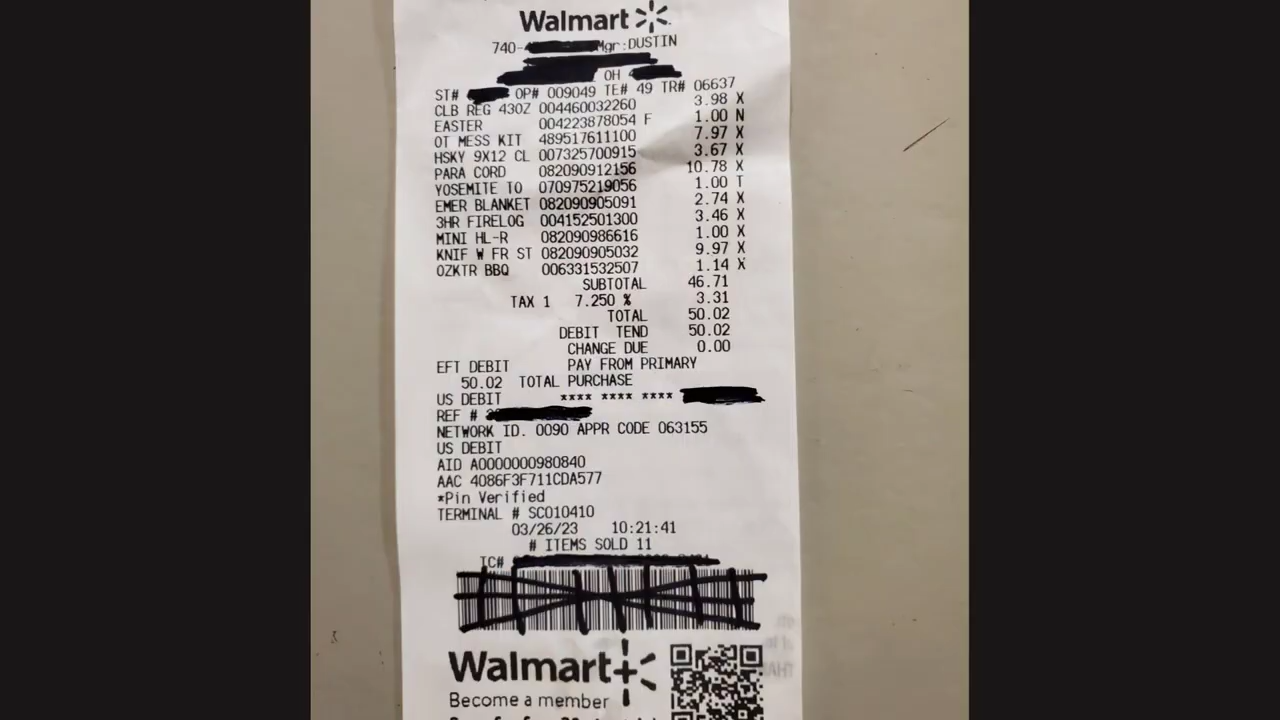 Walmart
740- Mgr:DUSTIN
OH
ST# OP# 009049 TE# 49 TR# 06637
CLB REG 43OZ 004460032260 3.98 X
EASTER 004223878054 F 1.00 N
OT MESS KIT 489517611100 7.97 X
HSKY 9X12 CL 007325700915 3.67 X
PARA CORD 082090912156 10.78 X
YOSEMITE TO 070975219056 1.00 T
EMER BLANKET 082090905091 2.74 X
3HR FIRELOG 004152501300 3.46 X
MINI HL-R 082090986616 1.00 X
KNIF W FR ST 082090905032 9.97 X
OZKTR BBQ 006331532507 1.14 X
SUBTOTAL 46.71
TAX 1 7.250 % 3.31
TOTAL 50.02
DEBIT TEND 50.02
CHANGE DUE 0.00
EFT DEBIT PAY FROM PRIMARY
50.02 TOTAL PURCHASE
US DEBIT **** **** ****
REF #
NETWORK ID. 0090 APPR CODE 063155
US DEBIT
AID A0000000980840
AAC 4086F3F711CDA577
*Pin Verified
TERMINAL # SC010410
03/26/23 10:21:41
# ITEMS SOLD 11
TC#
Walmart+
Become a member